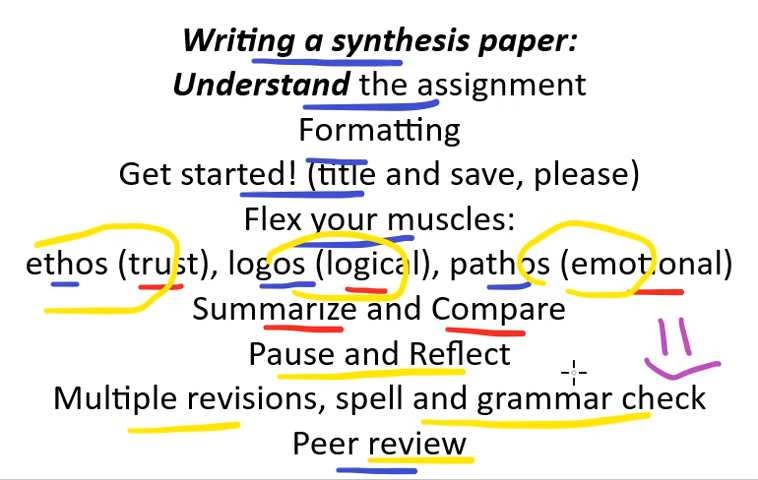 Writing a synthesis paper:
Understand the assignment
Formatting
Get started! (title and save, please)
Flex your muscles:
ethos (trust), logos (logical), pathos (emotional)
Summarize and Compare
Pause and Reflect
Multiple revisions, spell and grammar check
Peer review